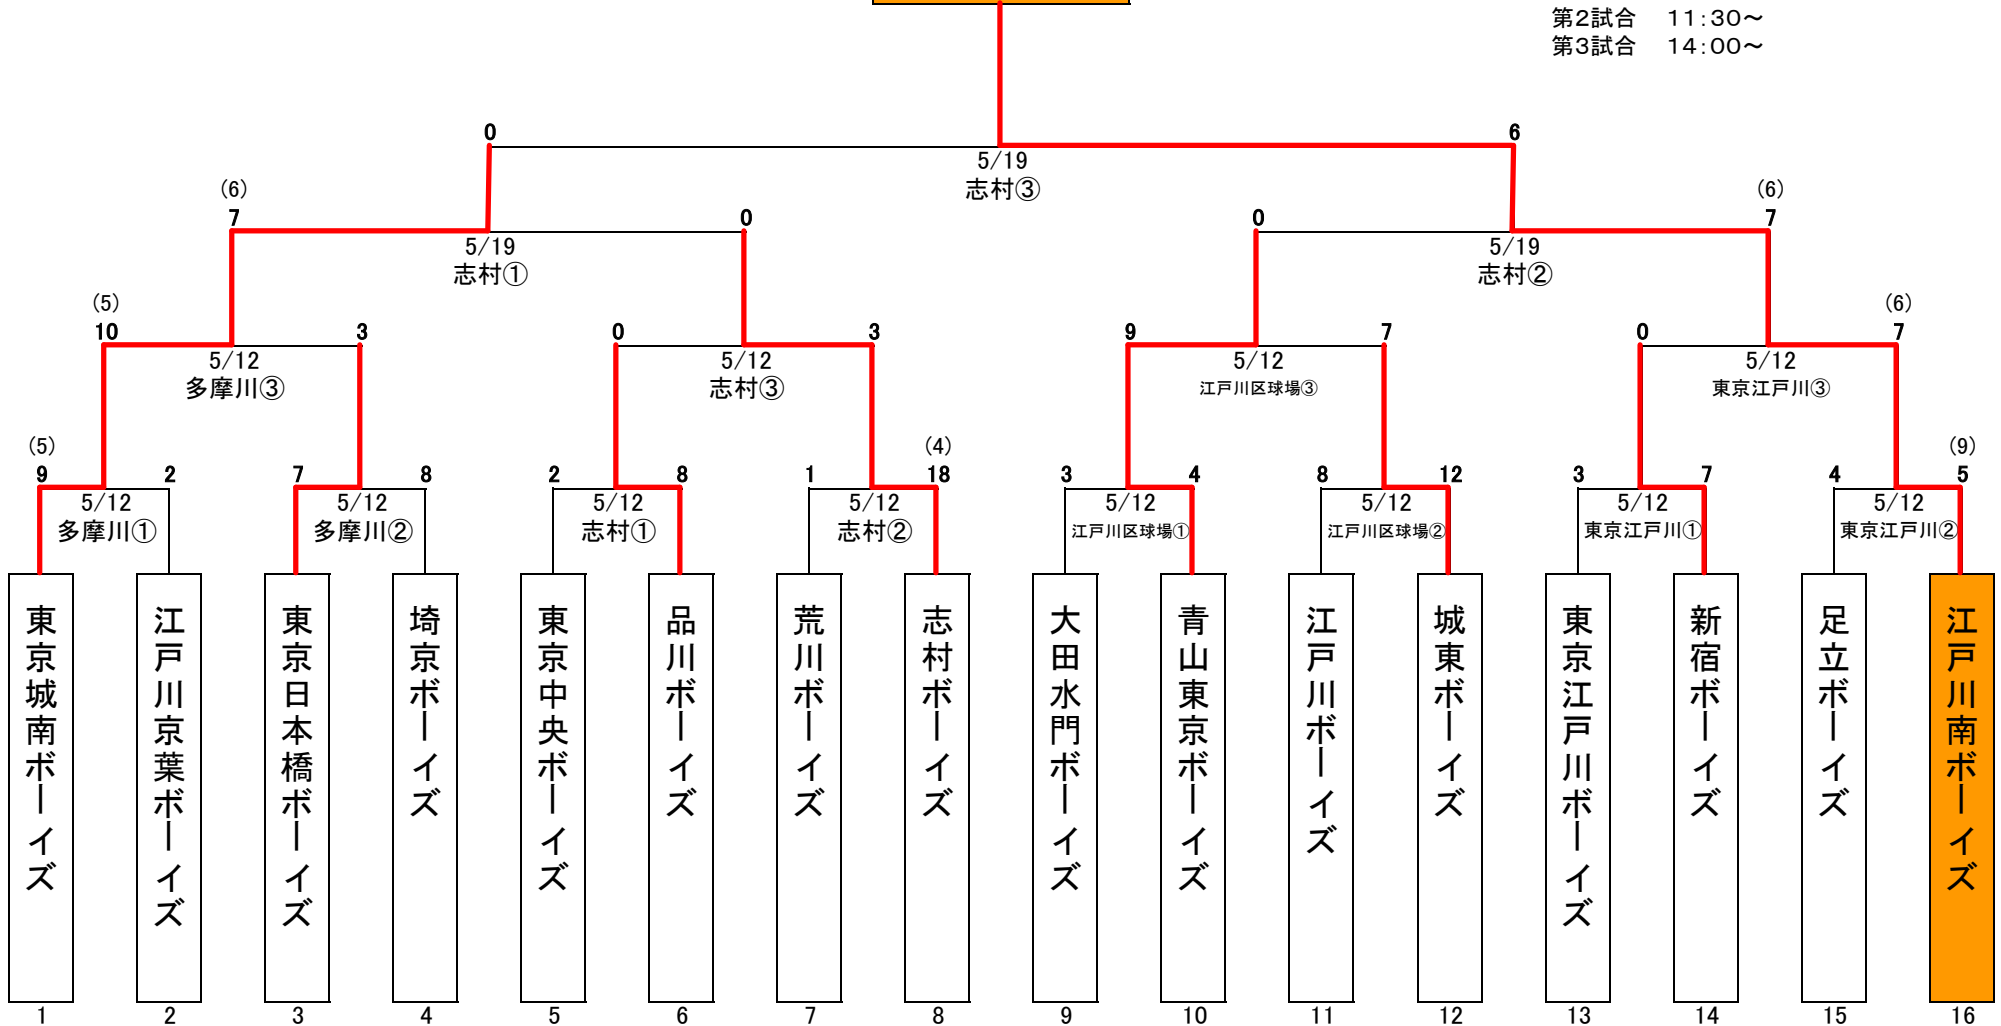 第2試合　11:30～
第3試合　14:00～
0　6
5/19
志村③
(6)　(6)
7　0　0　7
5/19　5/19
志村①　志村②
(5)　(6)
10　3　0　3　9　7　0　7
5/12　5/12　5/12　5/12
多摩川③　志村③　江戸川区球場③　東京江戸川③
(5)　(4)　(9)
9　2　7　8　2　8　1　18　3　4　8　12　3　7　4　5
5/12　5/12　5/12　5/12　5/12　5/12　5/12　5/12
多摩川①　多摩川②　志村①　志村②　江戸川区球場①　江戸川区球場②　東京江戸川①　東京江戸川②
東京城南ボーイズ
江戸川京葉ボーイズ
東京日本橋ボーイズ
埼京ボーイズ
東京中央ボーイズ
品川ボーイズ
荒川ボーイズ
志村ボーイズ
大田水門ボーイズ
青山東京ボーイズ
江戸川ボーイズ
城東ボーイズ
東京江戸川ボーイズ
新宿ボーイズ
足立ボーイズ
江戸川南ボーイズ
1　2　3　4　5　6　7　8　9　10　11　12　13　14　15　16